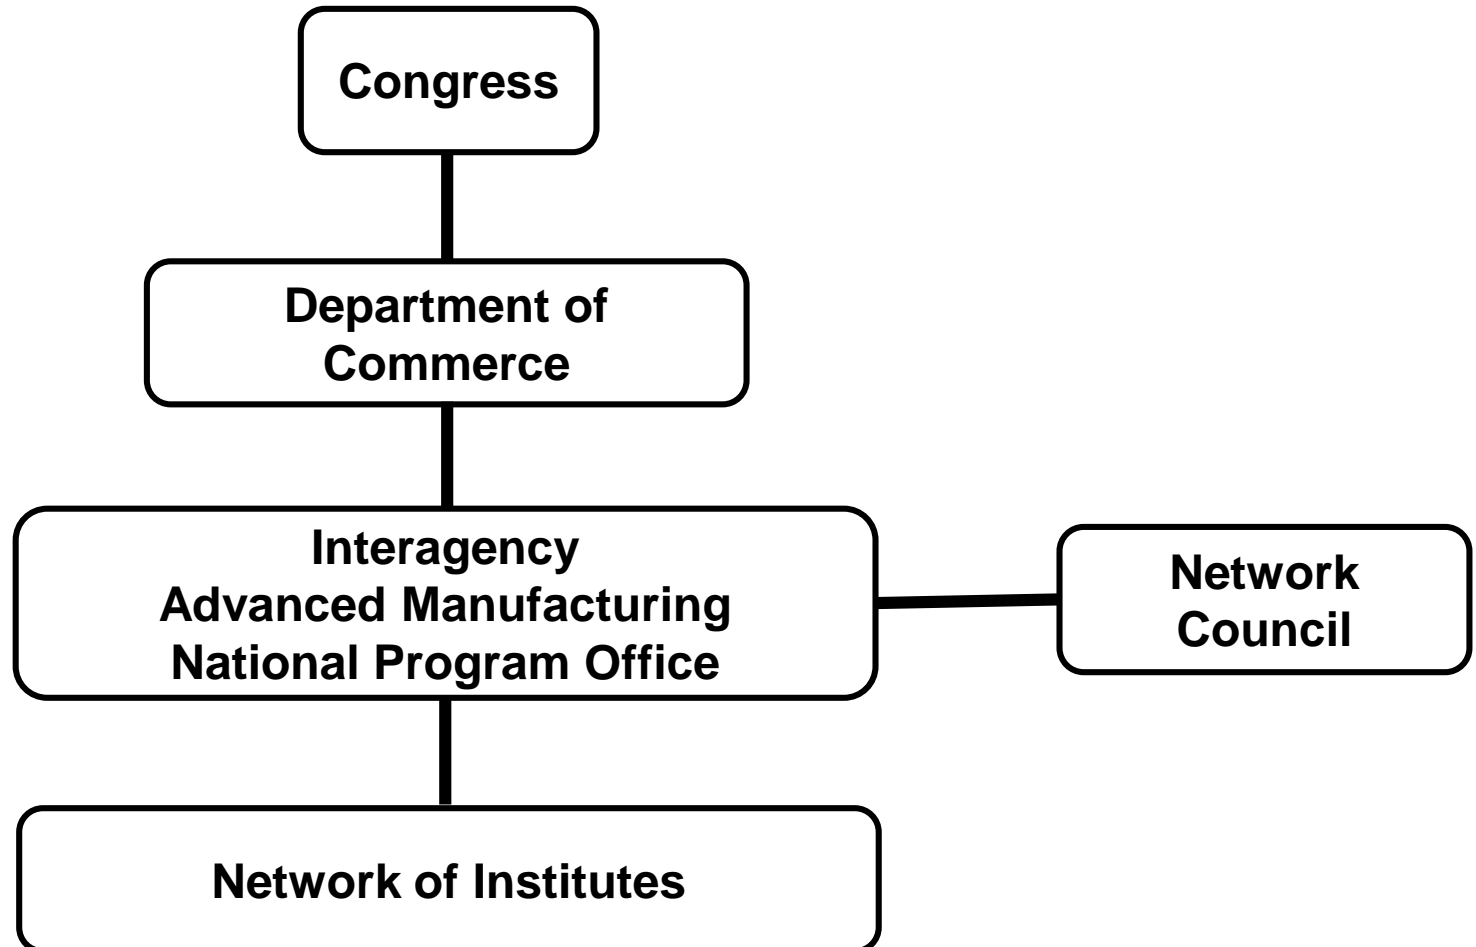 Congress
Department of
Commerce
Interagency
Advanced Manufacturing
National Program Office
Network
Council
Network of Institutes